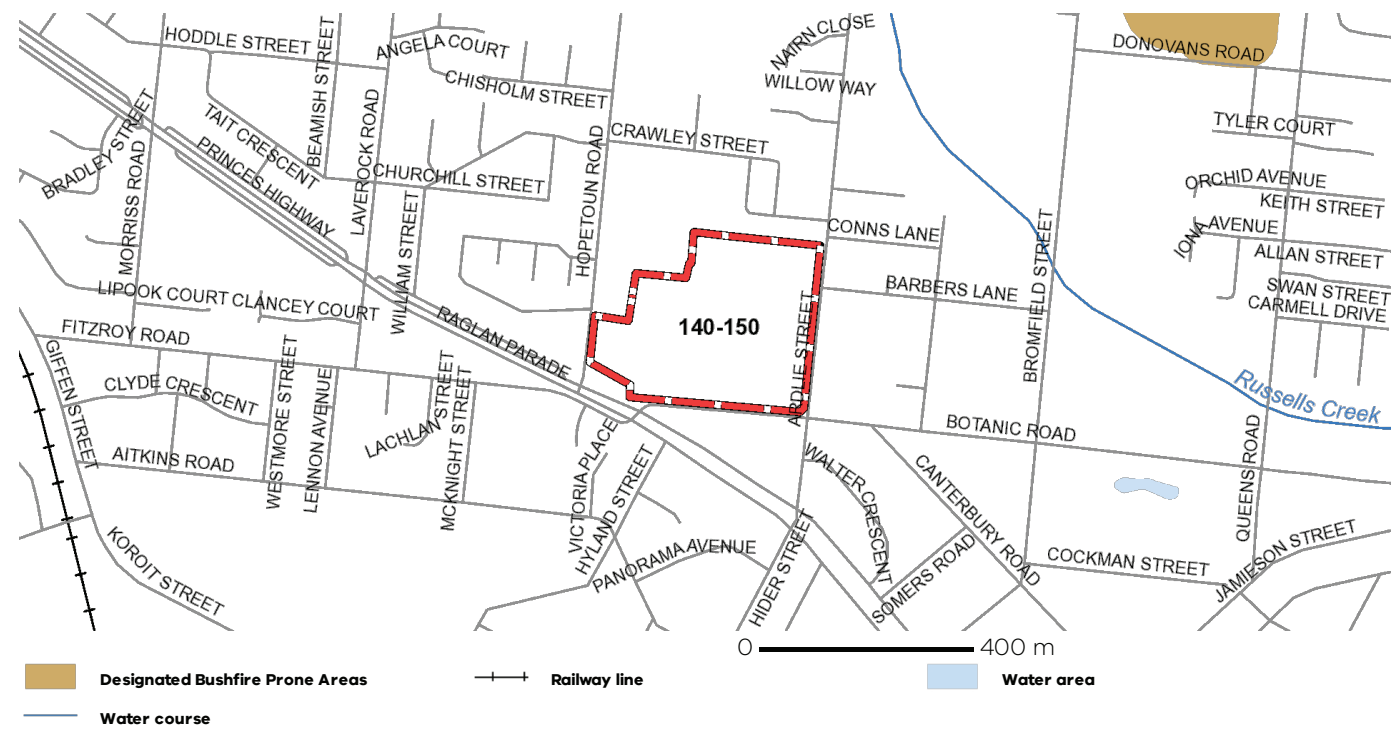 HODDLE STREET
BEAMISH STREET
ANGELA COURT
NAIRN CLOSE
DONOVANS ROAD
CHISHOLM STREET
WILLOW WAY
BRADLEY STREET
TAIT CRESCENT
LAVEROCK ROAD
HOPETOUN ROAD
CRAWLEY STREET
TYLER COURT
PRINCES HIGHWAY
MORRISS ROAD
CHURCHILL STREET
ORCHID AVENUE
KEITH STREET
WILLIAM STREET
CONNS LANE
BROMFIELD STREET
IONA AVENUE
ALLAN STREET
LIPOOK COURT
CLANCEY COURT
BARBERS LANE
SWAN STREET
CARMELL DRIVE
FITZROY ROAD
RAGLAN PARADE
140-150
ARDLIE STREET
GIFFEN STREET
CLYDE CRESCENT
WESTMORE STREET
LENNON AVENUE
LACHLAN STREET
MCKNIGHT STREET
Russells Creek
BOTANIC ROAD
AITKINS ROAD
VICTORIA PLACE
HYLAND STREET
WALTER CRESCENT
CANTERBURY ROAD
QUEENS ROAD
KOROIT STREET
PANORAMA AVENUE
HIDER STREET
SOMERS ROAD
COCKMAN STREET
JAMIESON STREET
0 400 m
Designated Bushfire Prone Areas
Railway line
Water area
Water course